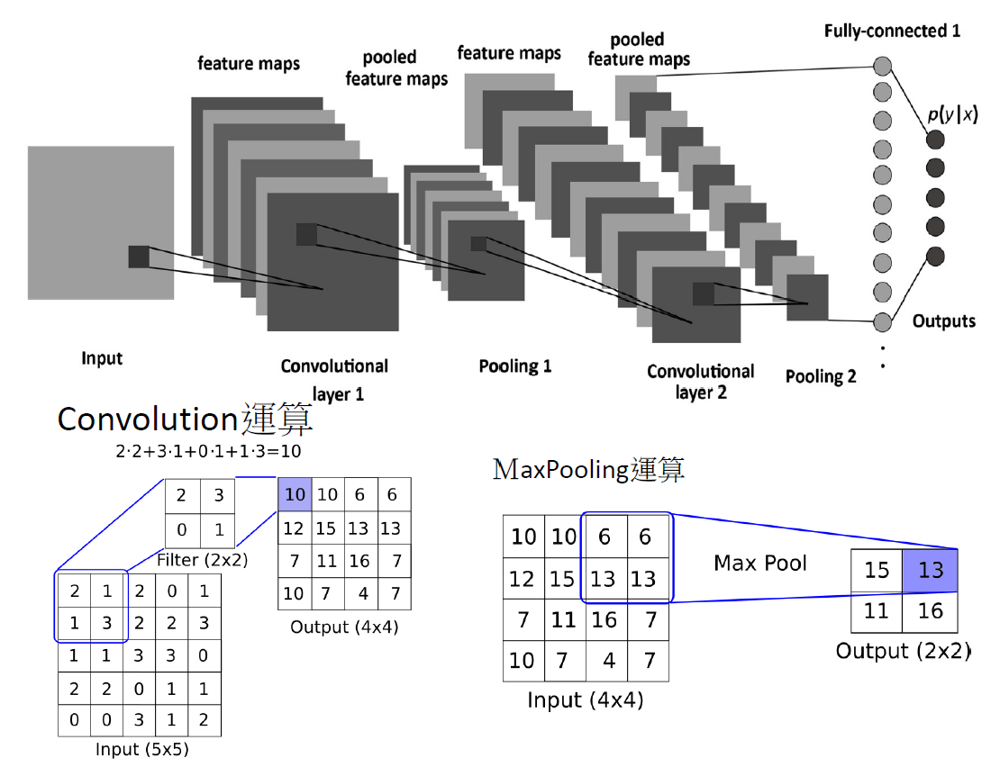 Fully-connected 1
feature maps
pooled
feature maps
feature maps
pooled
feature maps
p(y|x)
Input
Convolutional
layer 1
Pooling 1
Convolutional
layer 2
Pooling 2
Outputs
Convolution運算
2·2+3·1+0·1+1·3=10
2 3
0 1
Filter (2x2)
2 1 2 0 1
1 3 2 2 3
1 1 3 3 0
2 2 0 1 1
0 0 3 1 2
Input (5x5)
10 10 6 6
12 15 13 13
7 11 16 7
10 7 4 7
Output (4x4)
MaxPooling運算
10 10 6 6
12 15 13 13
7 11 16 7
10 7 4 7
Input (4x4)
Max Pool
15 13
11 16
Output (2x2)